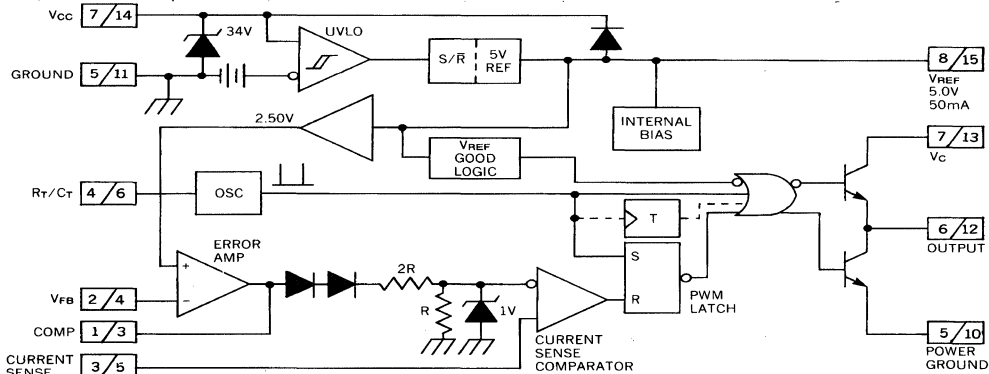 VCC 7/14
34V
UVLO
GROUND 5/11
S/R̅ 5V REF
8/15
VREF
5.0V
50mA
2.50V
INTERNAL
BIAS
7/13
VC
VREF
GOOD
LOGIC
RT/CT 4/6
OSC
T
6/12
OUTPUT
ERROR
AMP
+
−
2R
S
R
PWM
LATCH
VFB 2/4
R
1V
COMP 1/3
CURRENT
SENSE
COMPARATOR
5/10
POWER
GROUND
CURRENT
SENSE 3/5